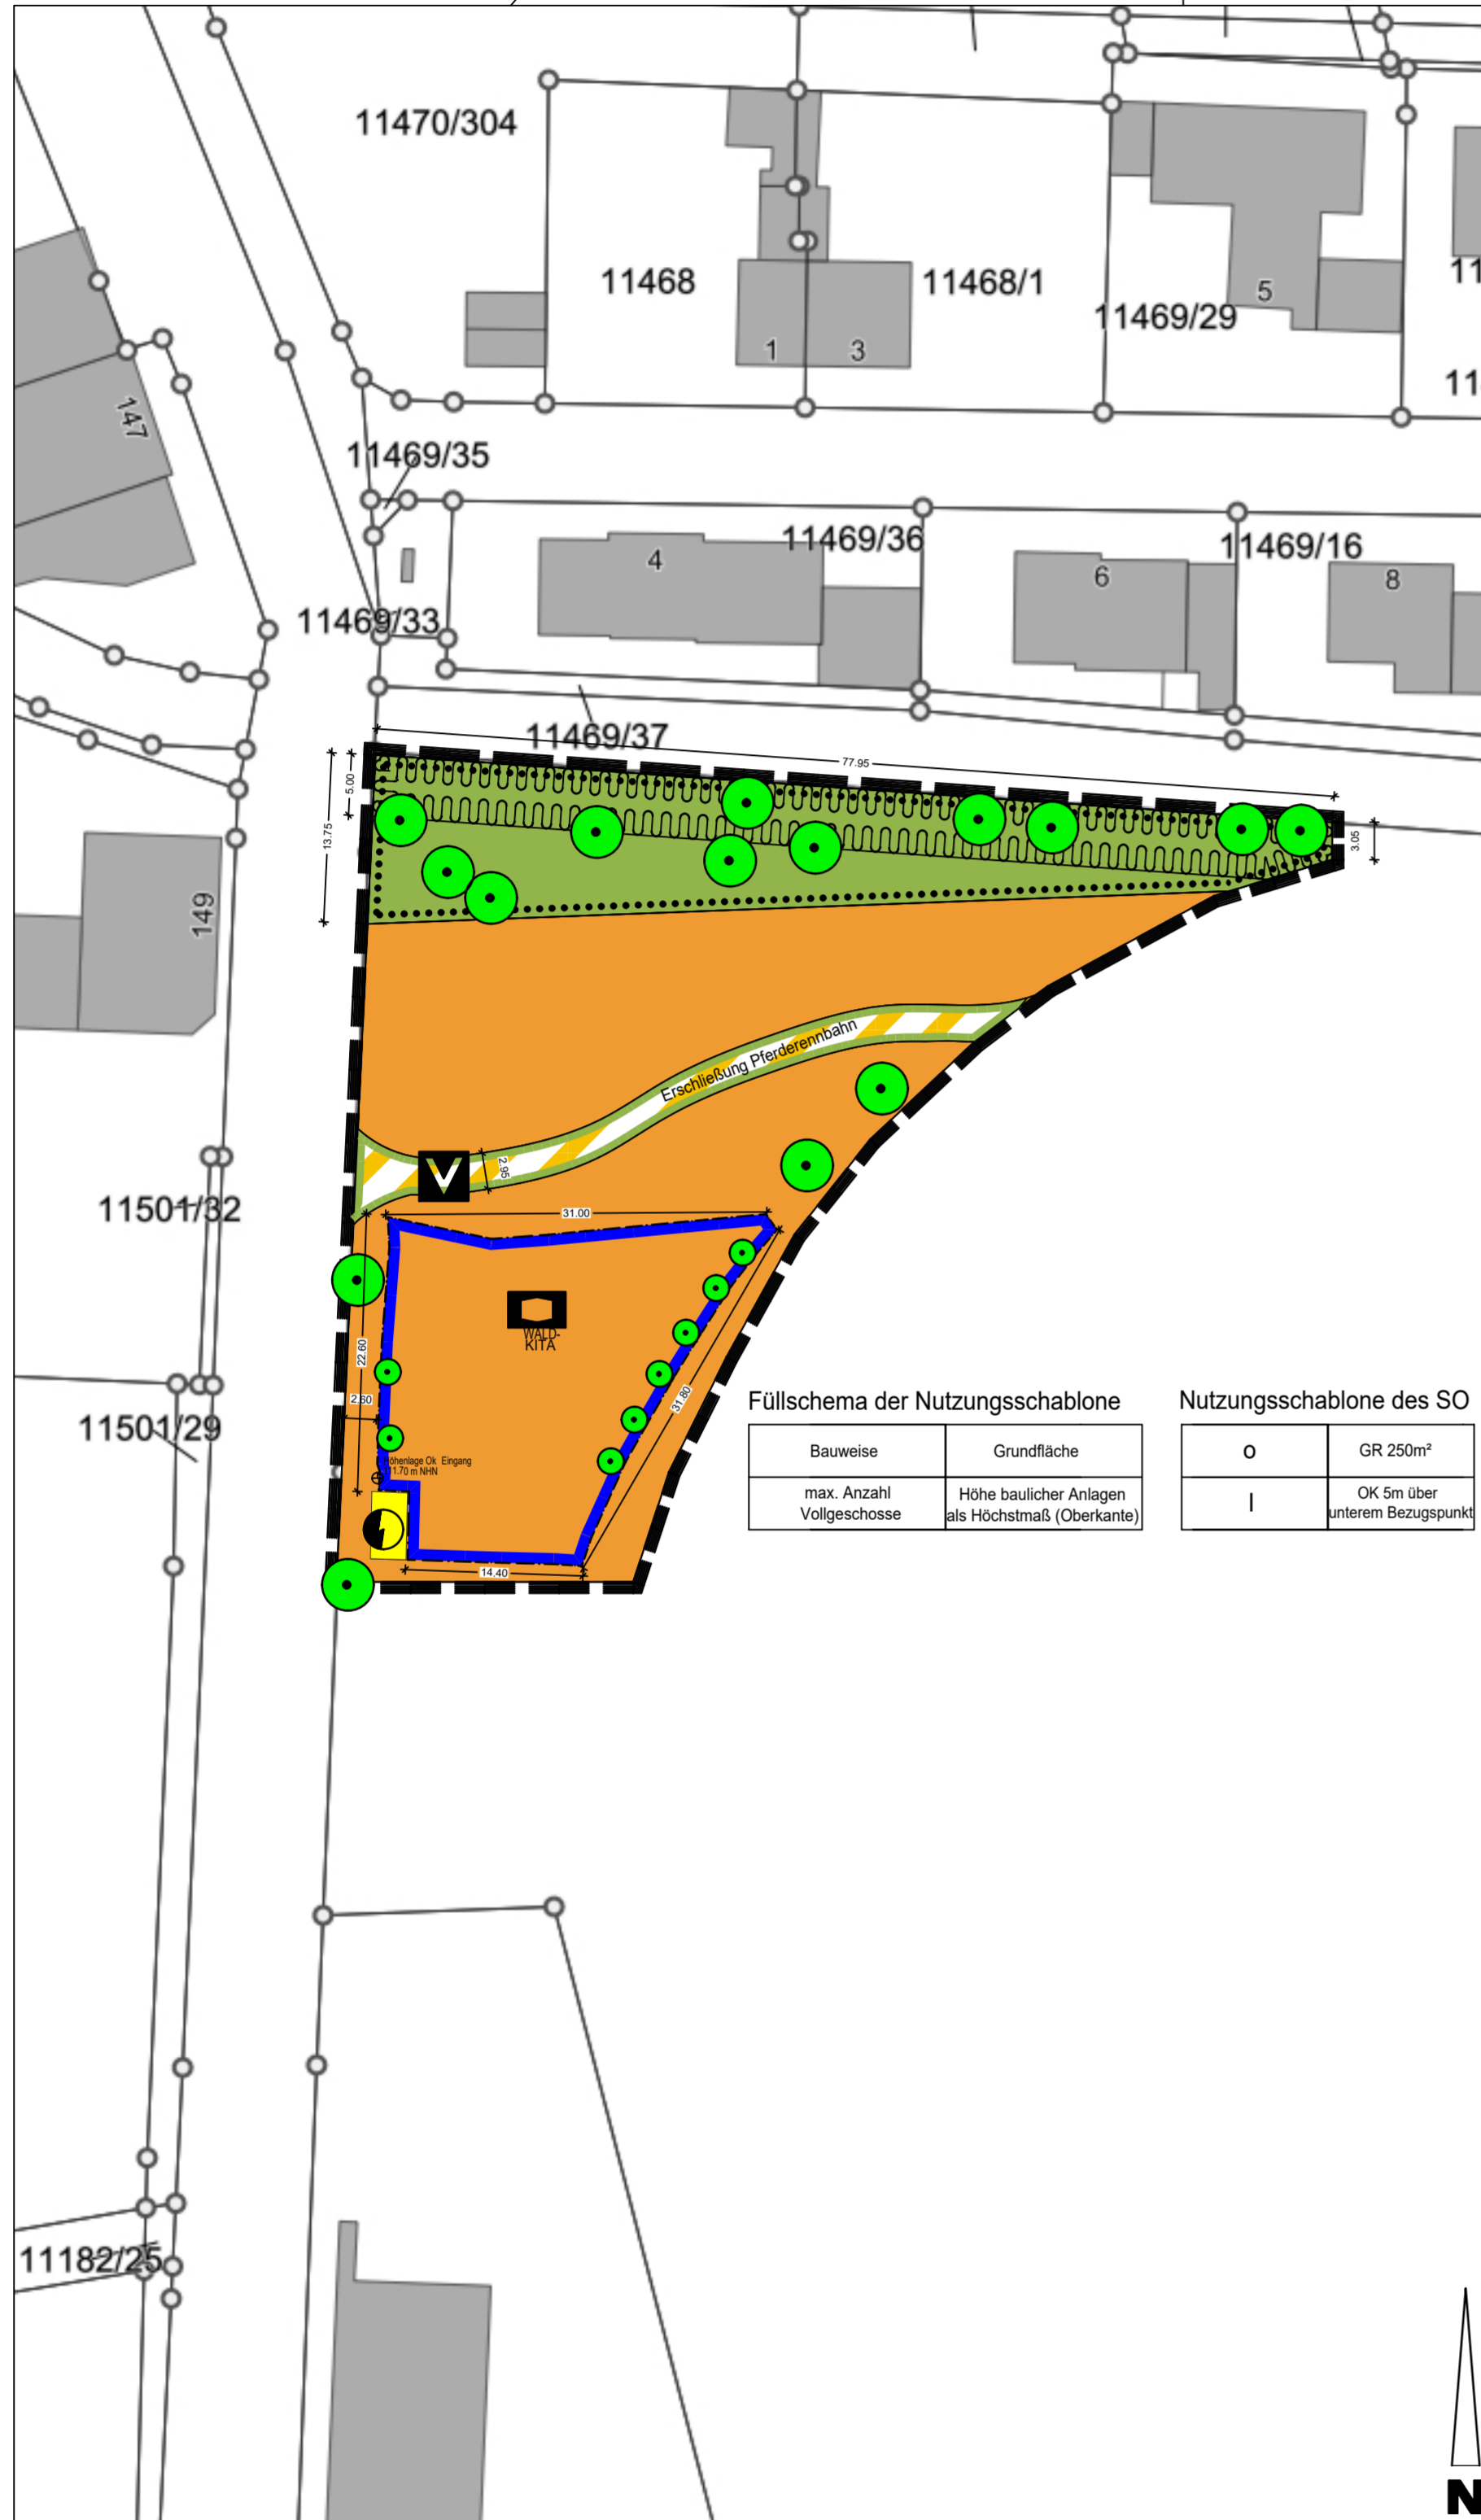 11470/304
11468
11468/1
11469/29
5
1
3
11
11
147
11469/35
11469/36
11469/16
4
6
8
11469/33
11469/37
77.95
5.00
13.75
3.05
149
Erschließung Pferderennbahn
V
2.95
11501/32
31.00
WALD-
KITA
22.60
2.60
31.80
11501/29
Höhenlage Ok Eingang
111.70 m NHN
14.40
Füllschema der Nutzungsschablone
Bauweise
Grundfläche
max. Anzahl
Vollgeschosse
Höhe baulicher Anlagen
als Höchstmaß (Oberkante)
Nutzungsschablone des SO
o
GR 250m²
I
OK 5m über
unterem Bezugspunkt
11182/25
N